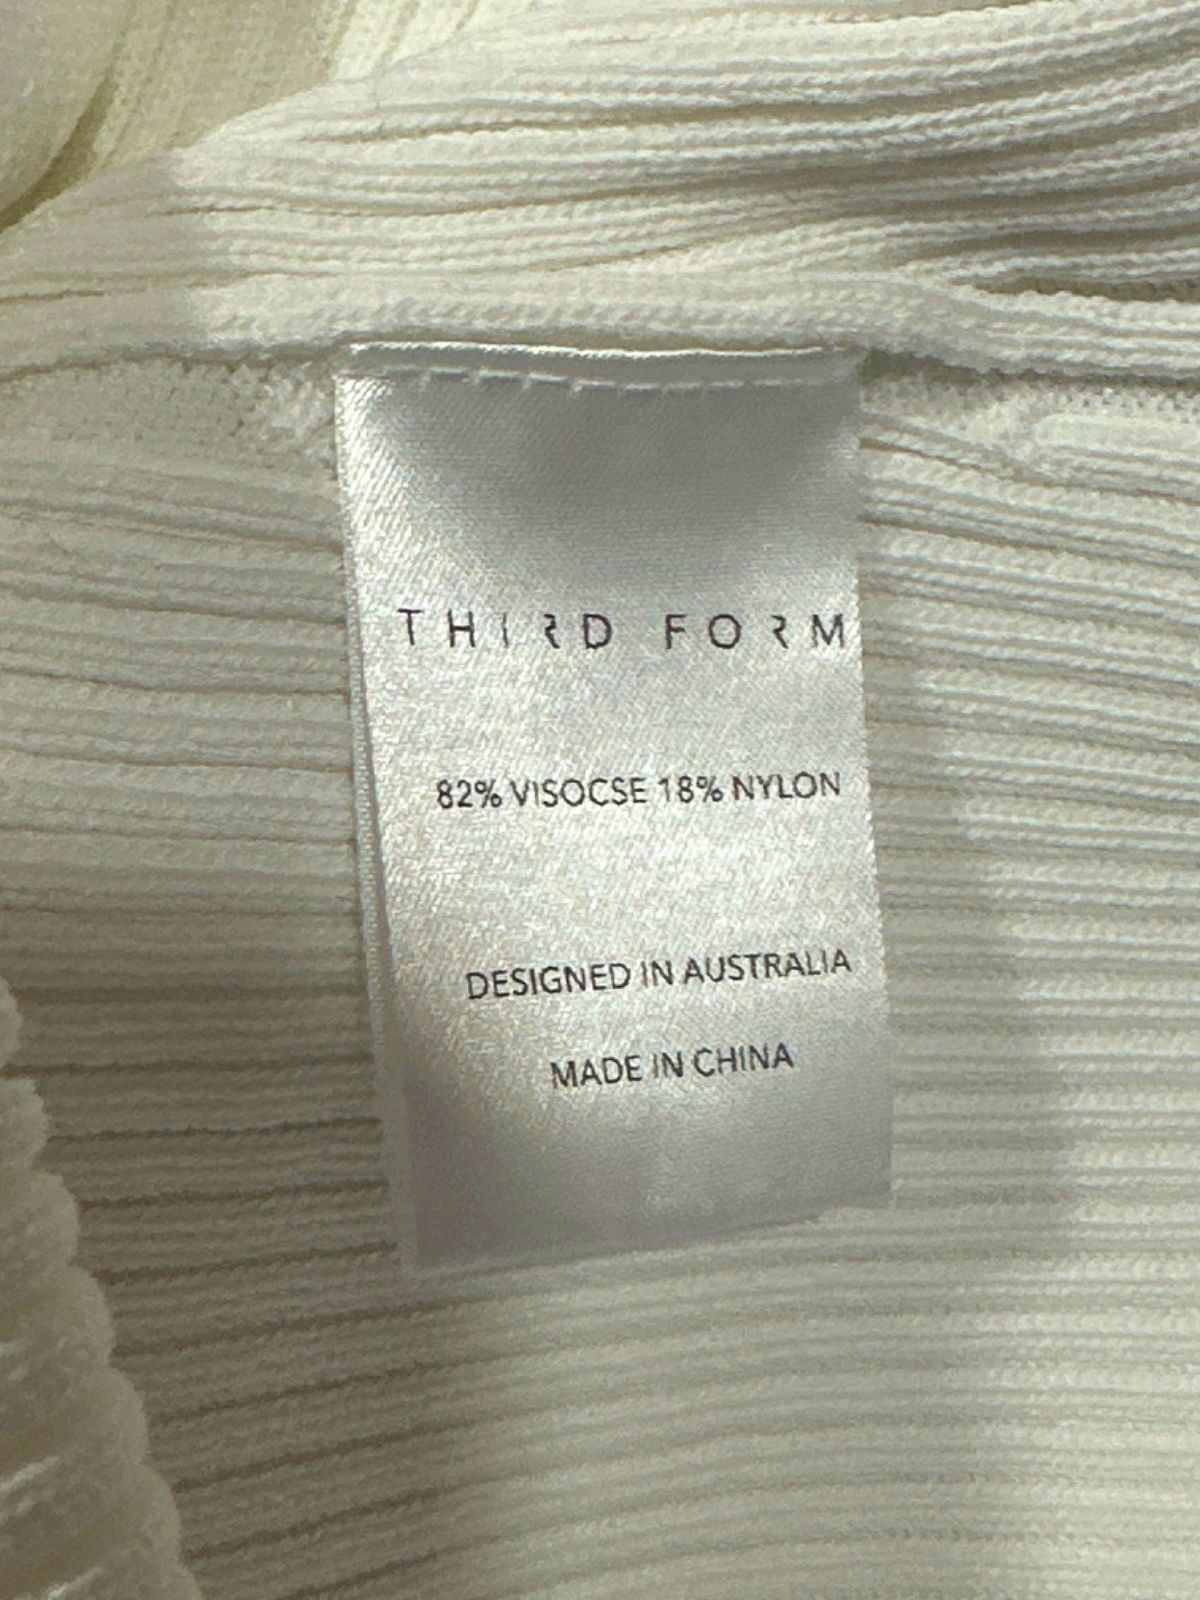 THIRD FORM
82% VISOCSE 18% NYLON
DESIGNED IN AUSTRALIA
MADE IN CHINA